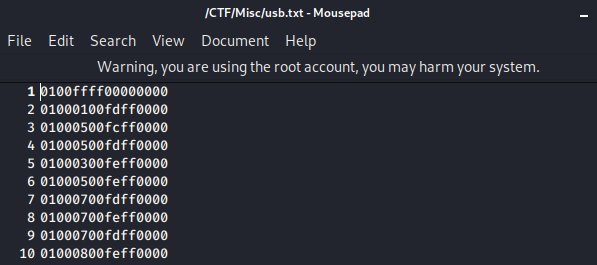 /CTF/Misc/usb.txt - Mousepad
File Edit Search View Document Help
Warning, you are using the root account, you may harm your system.
1 0100ffff00000000
2 01000100fdff0000
3 01000500fcff0000
4 01000500fdff0000
5 01000300feff0000
6 01000500feff0000
7 01000700fdff0000
8 01000700feff0000
9 01000700fdff0000
10 01000800feff0000